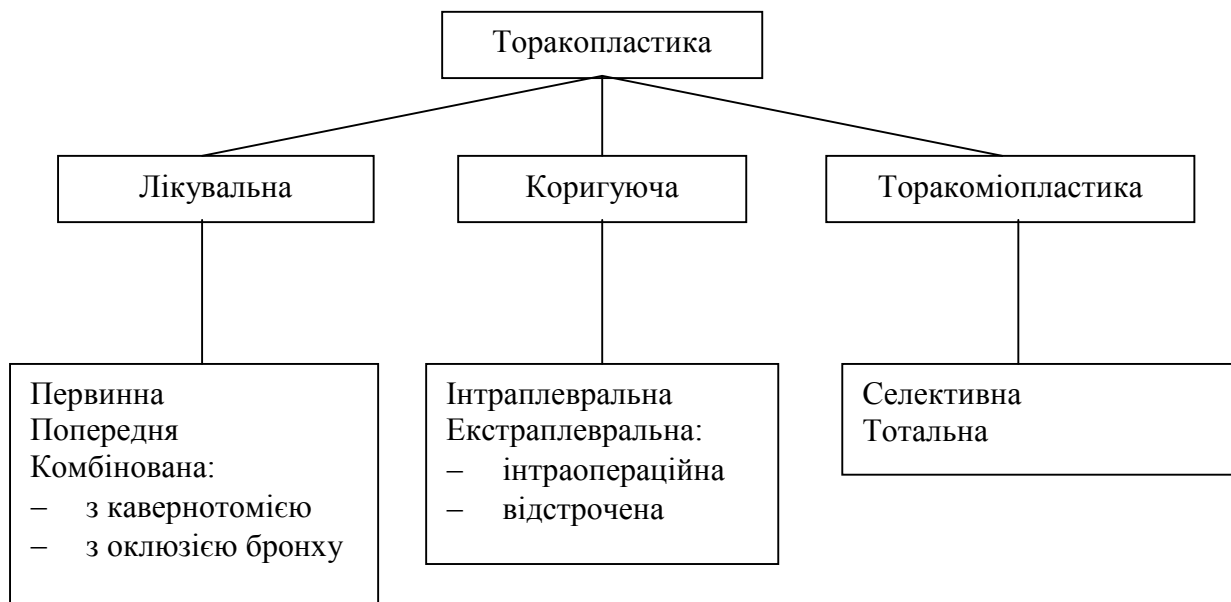 Торакопластика
Лікувальна
Коригуюча
Торакоміопластика
Первинна
Попередня
Комбінована:
– з кавернотомією
– з оклюзією бронху
Інтраплевральна
Екстраплевральна:
– інтраопераційна
– відстрочена
Селективна
Тотальна